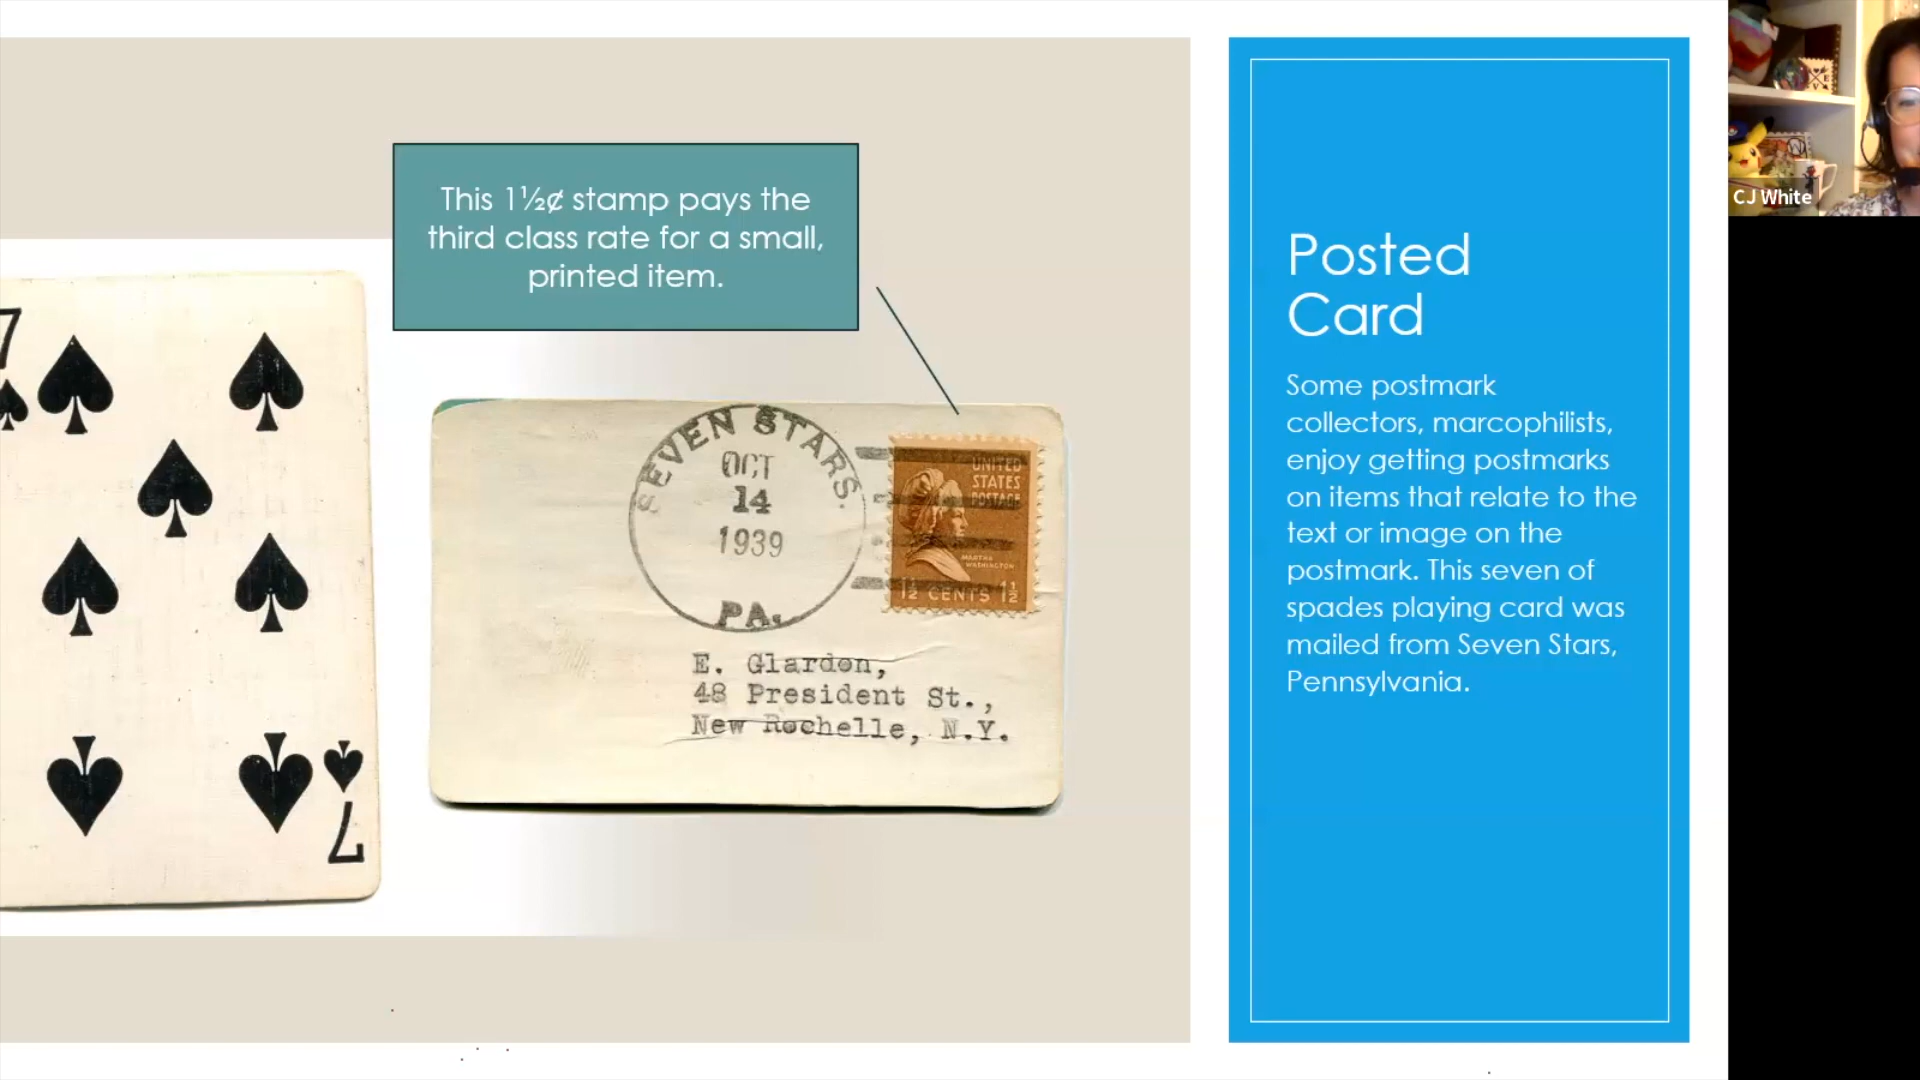 This 1½¢ stamp pays the
third class rate for a small,
printed item.
7
7
SEVEN STARS.
OCT
14
1939
PA.
UNITED
STATES
POSTAGE
MARTHA
WASHINGTON
1½ CENTS 1½
E. Glardon,
48 President St.,
New Rochelle, N.Y.
Posted
Card
Some postmark
collectors, marcophilists,
enjoy getting postmarks
on items that relate to the
text or image on the
postmark. This seven of
spades playing card was
mailed from Seven Stars,
Pennsylvania.
CJ White